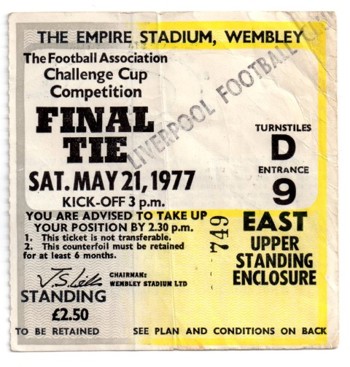 THE EMPIRE STADIUM, WEMBLEY
The Football Association
Challenge Cup
Competition
FINAL
TIE
LIVERPOOL FOOTBALL
SAT. MAY 21, 1977
KICK-OFF 3 p.m.
TURNSTILES
D
ENTRANCE
9
YOU ARE ADVISED TO TAKE UP
YOUR POSITION BY 2.30 p.m.
1. This ticket is not transferable.
2. This counterfoil must be retained
for at least 6 months.
749
EAST
UPPER
STANDING
ENCLOSURE
CHAIRMAN:
WEMBLEY STADIUM LTD
STANDING
£2.50
TO BE RETAINED
SEE PLAN AND CONDITIONS ON BACK